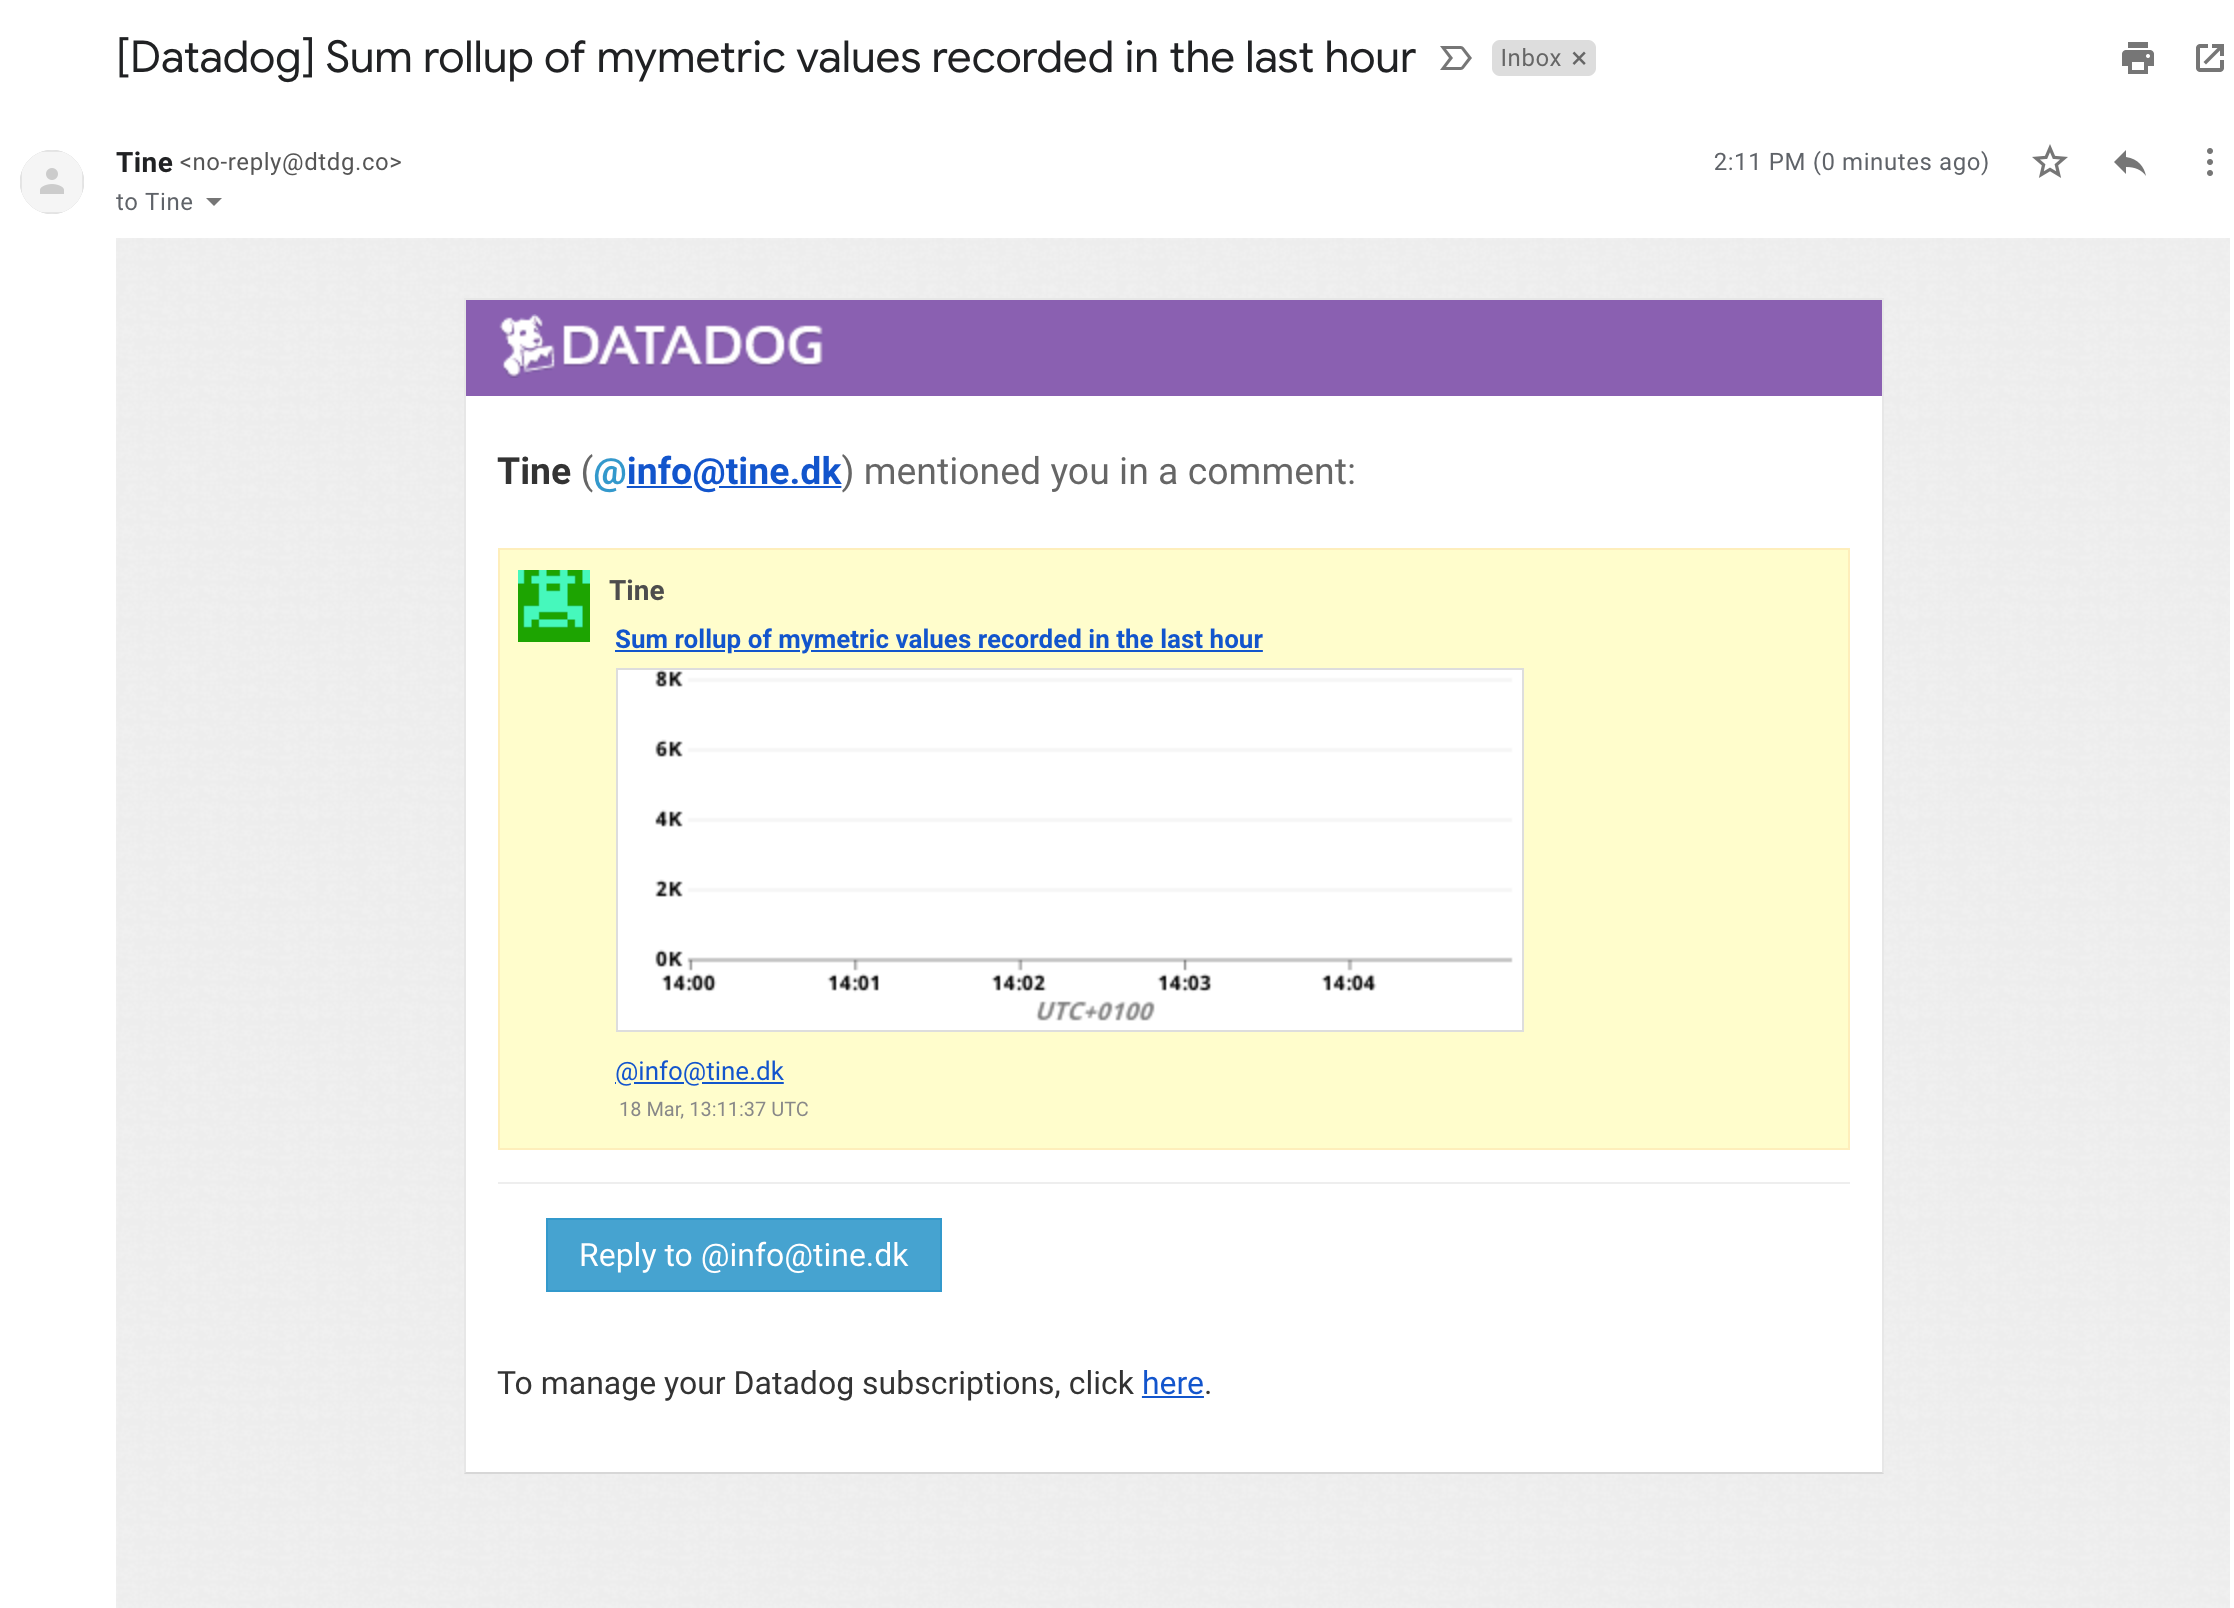 [Datadog] Sum rollup of mymetric values recorded in the last hour Inbox ×
Tine <no-reply@dtdg.co> 2:11 PM (0 minutes ago)
to Tine
DATADOG
Tine (@info@tine.dk) mentioned you in a comment:
Tine
Sum rollup of mymetric values recorded in the last hour
8K
6K
4K
2K
0K
14:00 14:01 14:02 14:03 14:04
UTC+0100
@info@tine.dk
18 Mar, 13:11:37 UTC
Reply to @info@tine.dk
To manage your Datadog subscriptions, click here.